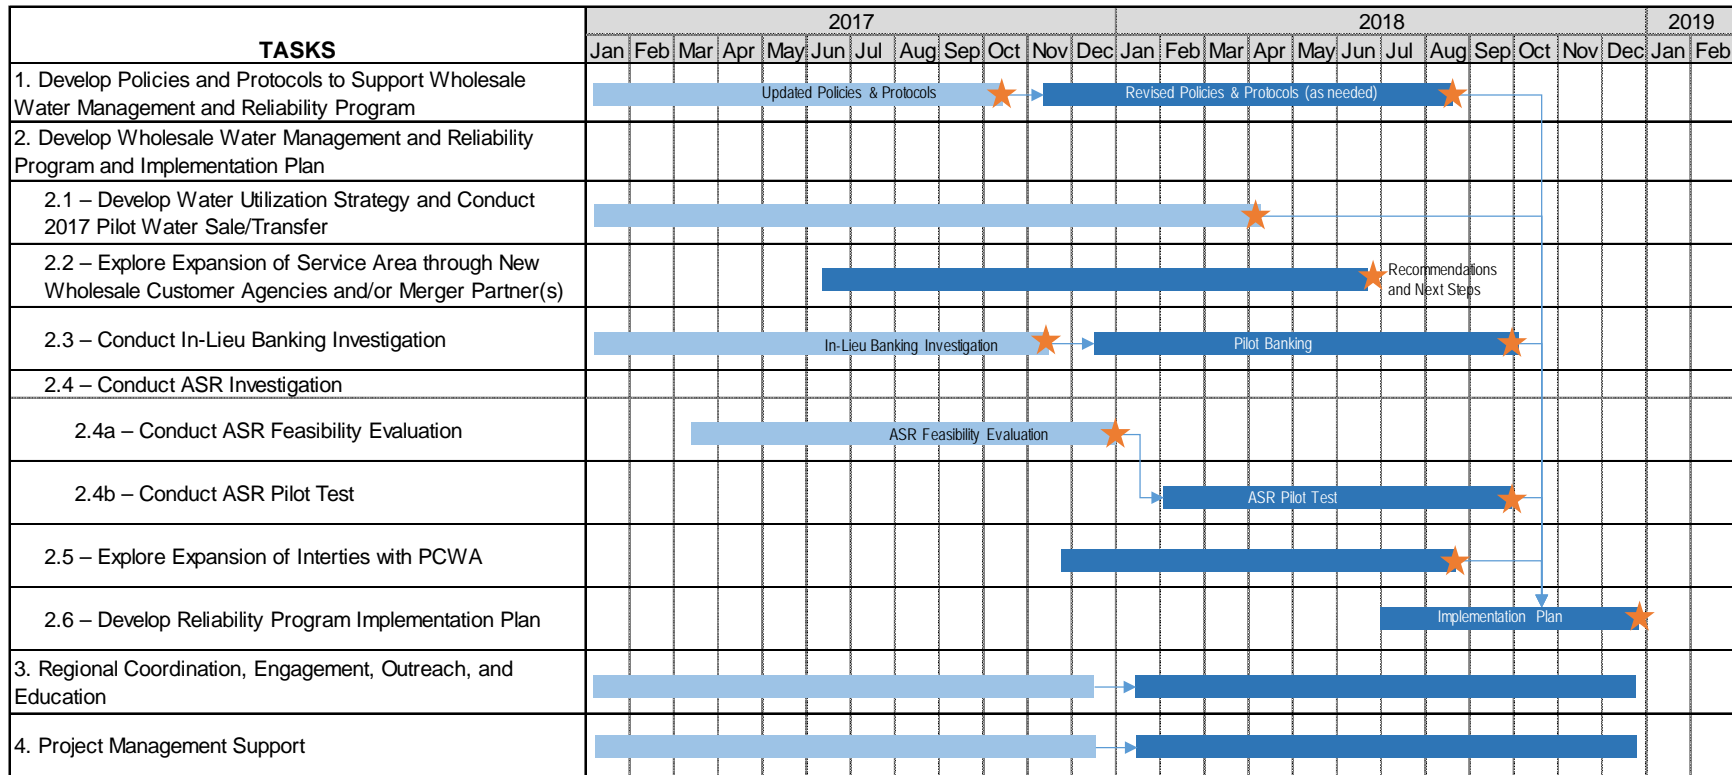 2017 2018 2019
TASKS Jan Feb Mar Apr May Jun Jul Aug Sep Oct Nov Dec Jan Feb Mar Apr May Jun Jul Aug Sep Oct Nov Dec Jan Feb
1. Develop Policies and Protocols to Support Wholesale
Water Management and Reliability Program
Updated Policies & Protocols
Revised Policies & Protocols (as needed)
2. Develop Wholesale Water Management and Reliability
Program and Implementation Plan
2.1 – Develop Water Utilization Strategy and Conduct
2017 Pilot Water Sale/Transfer
2.2 – Explore Expansion of Service Area through New
Wholesale Customer Agencies and/or Merger Partner(s)
Recommendations
and Next Steps
2.3 – Conduct In-Lieu Banking Investigation
In-Lieu Banking Investigation
Pilot Banking
2.4 – Conduct ASR Investigation
2.4a – Conduct ASR Feasibility Evaluation
ASR Feasibility Evaluation
2.4b – Conduct ASR Pilot Test
ASR Pilot Test
2.5 – Explore Expansion of Interties with PCWA
2.6 – Develop Reliability Program Implementation Plan
Implementation Plan
3. Regional Coordination, Engagement, Outreach, and
Education
4. Project Management Support